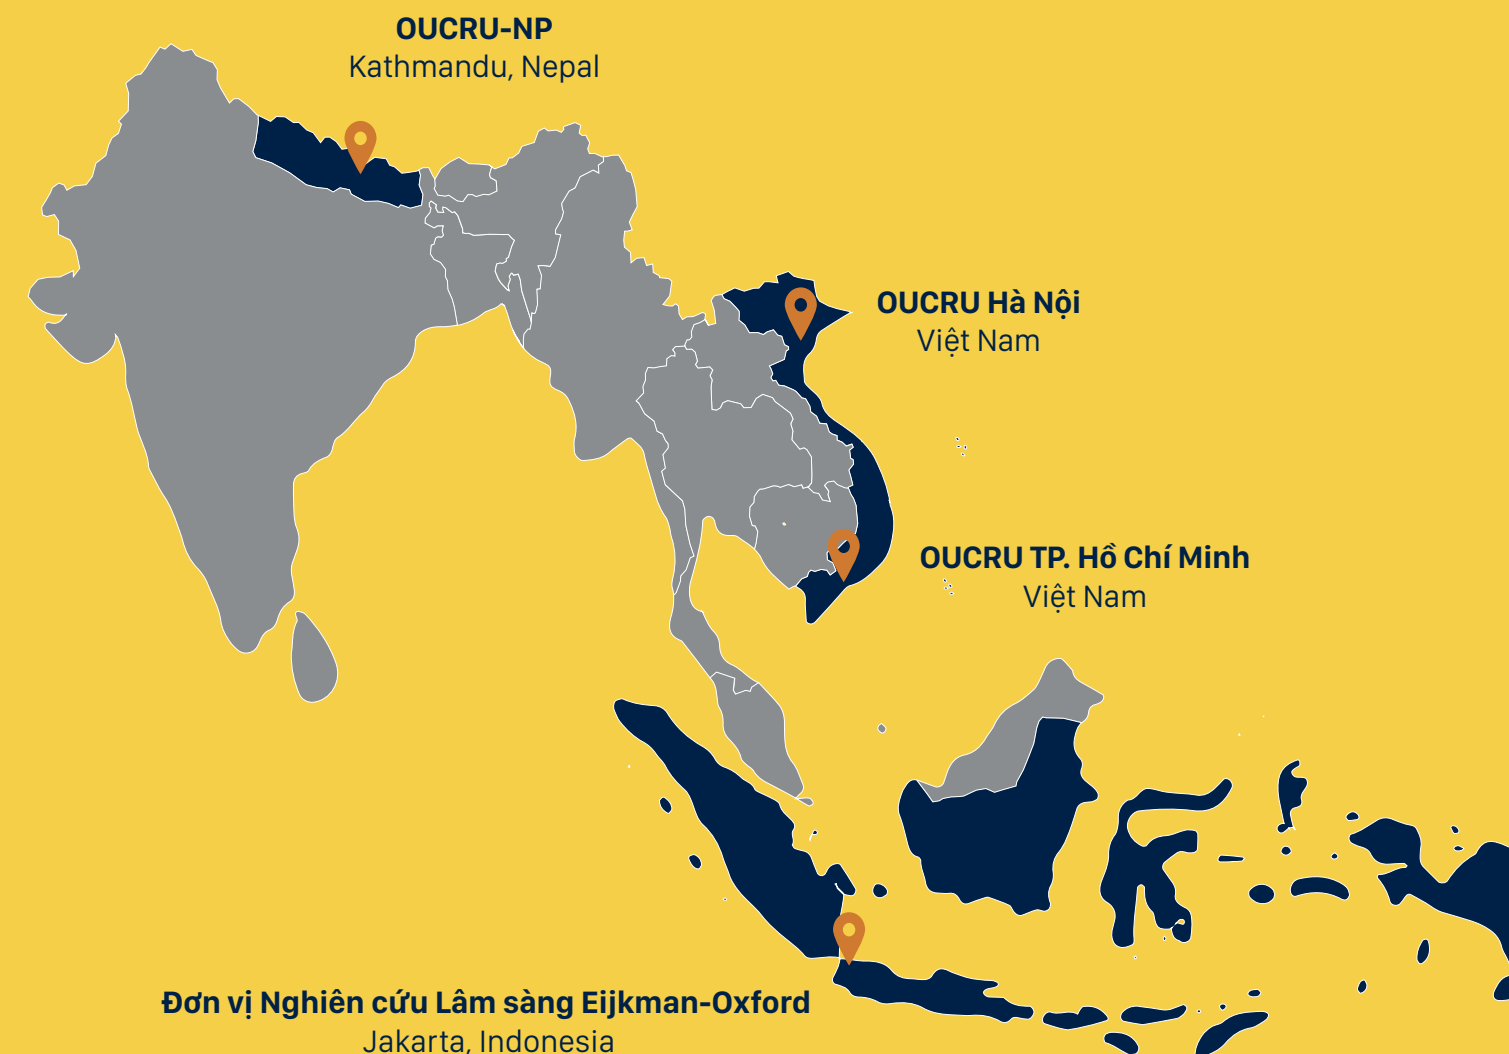 OUCRU-NP
Kathmandu, Nepal
OUCRU Hà Nội
Việt Nam
OUCRU TP. Hồ Chí Minh
Việt Nam
Đơn vị Nghiên cứu Lâm sàng Eijkman-Oxford
Jakarta, Indonesia